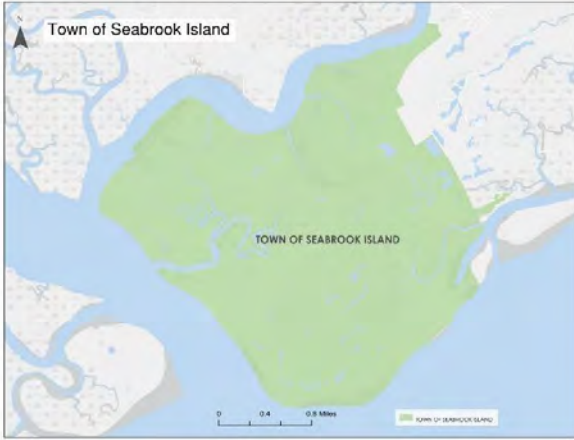 N
Town of Seabrook Island
TOWN OF SEABROOK ISLAND
0 0.4 0.8 Miles
TOWN OF SEABROOK ISLAND